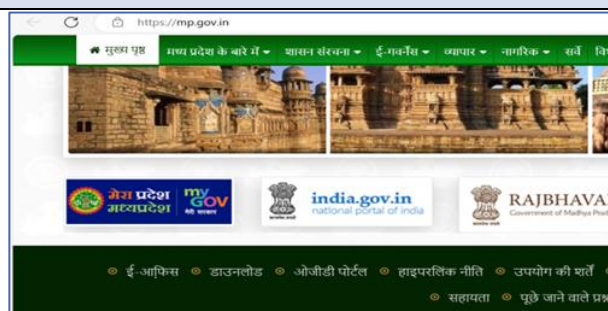 https://mp.gov.in
मुख्य पृष्ठ मध्य प्रदेश के बारे में शासन संरचना ई-गवर्नेंस व्यापार नागरिक सर्वे
मेरा प्रदेश मध्यप्रदेश
my GOV मेरी सरकार
india.gov.in
national portal of india
RAJBHAVA
Government of Madhya Prad
ई-आफिस डाउनलोड ओजीडी पोर्टल हाइपरलिंक नीति उपयोग की शर्तें
सहायता पूछे जाने वाले प्रश्न